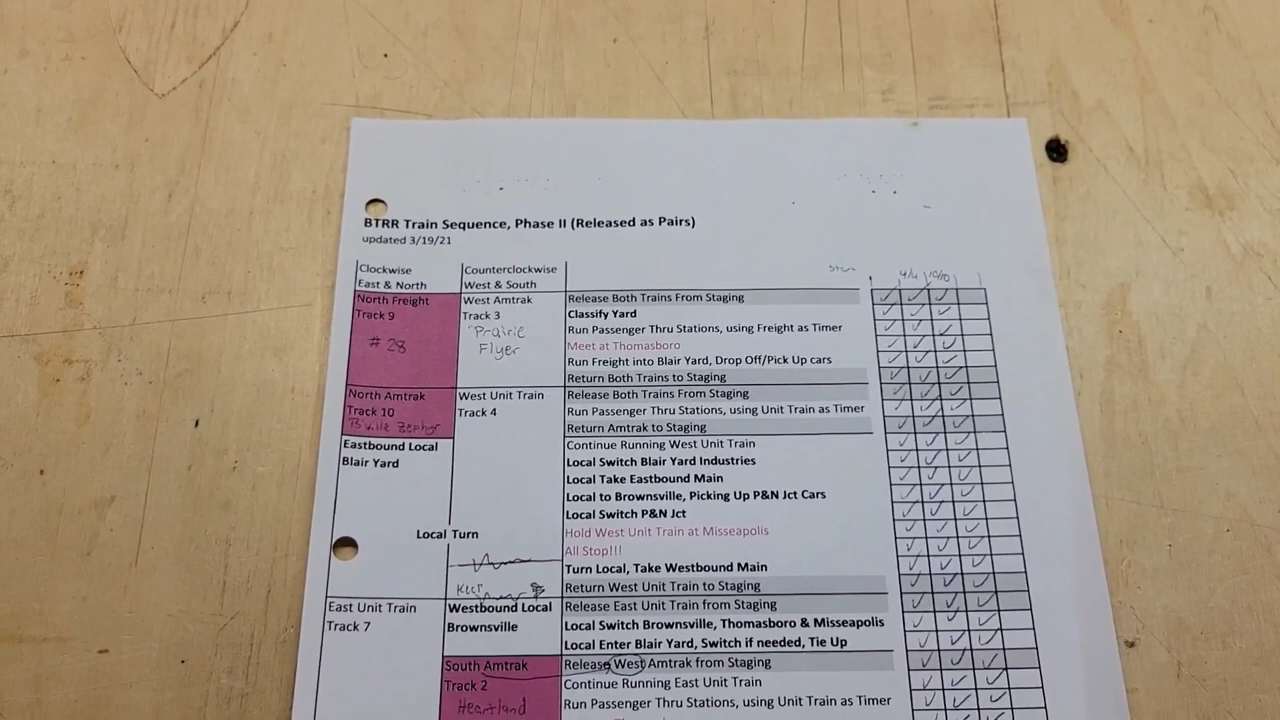 BTRR Train Sequence, Phase II (Released as Pairs)
updated 3/19/21
Clockwise
East & North
Counterclockwise
West & South
4/4 10/10
North Freight
Track 9
# 28
West Amtrak
Track 3
"Prairie
Flyer
Release Both Trains From Staging
Classify Yard
Run Passenger Thru Stations, using Freight as Timer
Meet at Thomasboro
Run Freight into Blair Yard, Drop Off/Pick Up cars
Return Both Trains to Staging
North Amtrak
Track 10
B'ville Zephyr
West Unit Train
Track 4
Release Both Trains From Staging
Run Passenger Thru Stations, using Unit Train as Timer
Return Amtrak to Staging
Eastbound Local
Blair Yard
Continue Running West Unit Train
Local Switch Blair Yard Industries
Local Take Eastbound Main
Local to Brownsville, Picking Up P&N Jct Cars
Local Switch P&N Jct
Local Turn
Hold West Unit Train at Misseapolis
All Stop!!!
Turn Local, Take Westbound Main
Keep
Return West Unit Train to Staging
East Unit Train
Track 7
Westbound Local
Brownsville
Release East Unit Train from Staging
Local Switch Brownsville, Thomasboro & Misseapolis
Local Enter Blair Yard, Switch if needed, Tie Up
South Amtrak
Track 2
Heartland
Release West Amtrak from Staging
Continue Running East Unit Train
Run Passenger Thru Stations, using Unit Train as Timer